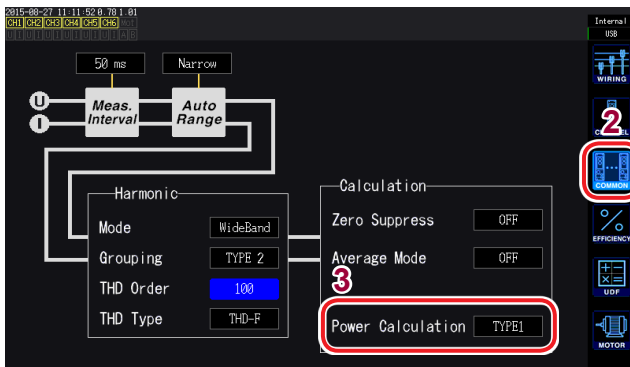 2015-08-27 11:11:52 0.78 1.01
CH1 CH2 CH3 CH4 CH5 CH6 Mot
U I U I U I U I U I U I A B
Internal
USB
50 ms
Narrow
WIRING
U
I
Meas.
Interval
Auto
Range
2
COMMON
Harmonic
Calculation
Mode
WideBand
Zero Suppress
OFF
EFFICIENCY
Grouping
TYPE 2
Average Mode
OFF
3
THD Order
100
UDF
THD Type
THD-F
Power Calculation
TYPE1
MOTOR